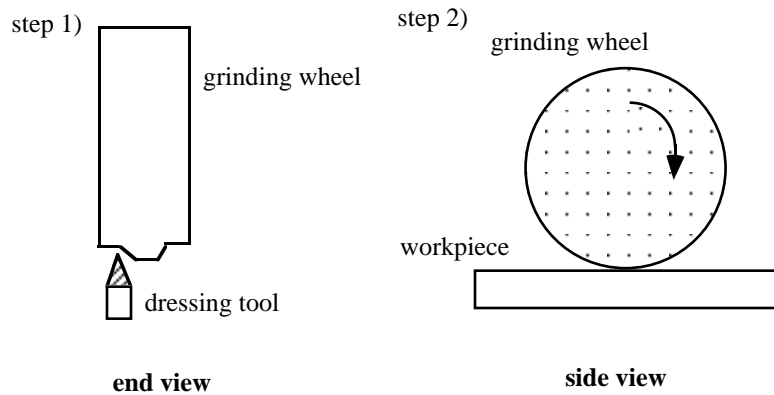 step 1)
grinding wheel
dressing tool
end view
step 2)
grinding wheel
workpiece
side view